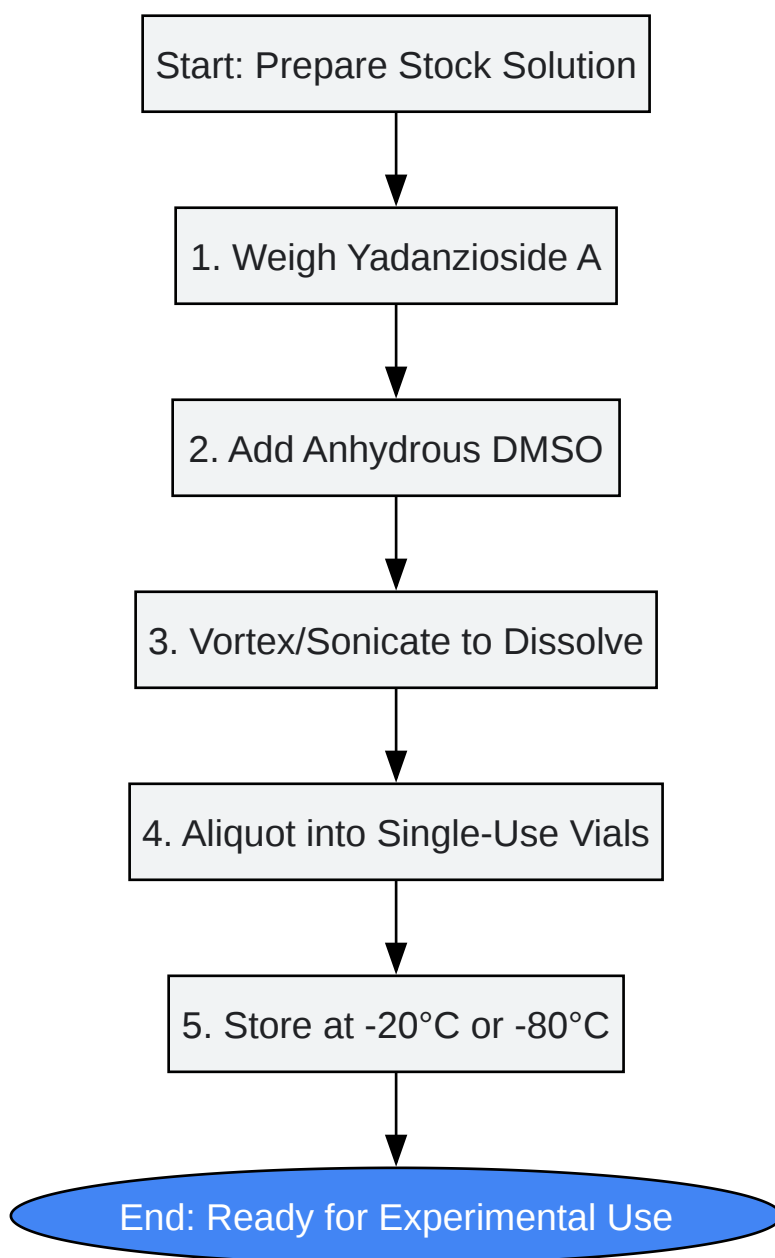 Start: Prepare Stock Solution
1. Weigh Yadanzioside A
2. Add Anhydrous DMSO
3. Vortex/Sonicate to Dissolve
4. Aliquot into Single-Use Vials
5. Store at -20°C or -80°C
End: Ready for Experimental Use